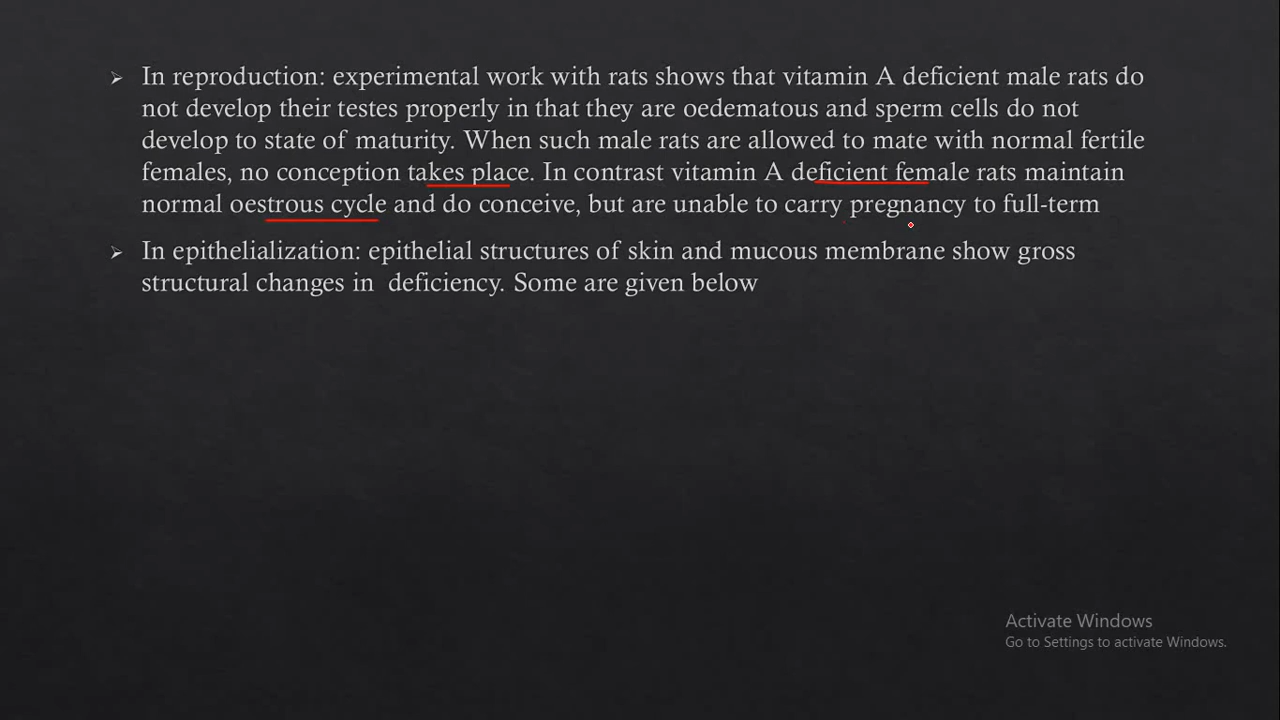 In reproduction: experimental work with rats shows that vitamin A deficient male rats do
not develop their testes properly in that they are oedematous and sperm cells do not
develop to state of maturity. When such male rats are allowed to mate with normal fertile
females, no conception takes place. In contrast vitamin A deficient female rats maintain
normal oestrous cycle and do conceive, but are unable to carry pregnancy to full-term
In epithelialization: epithelial structures of skin and mucous membrane show gross
structural changes in  deficiency. Some are given below
Activate Windows
Go to Settings to activate Windows.